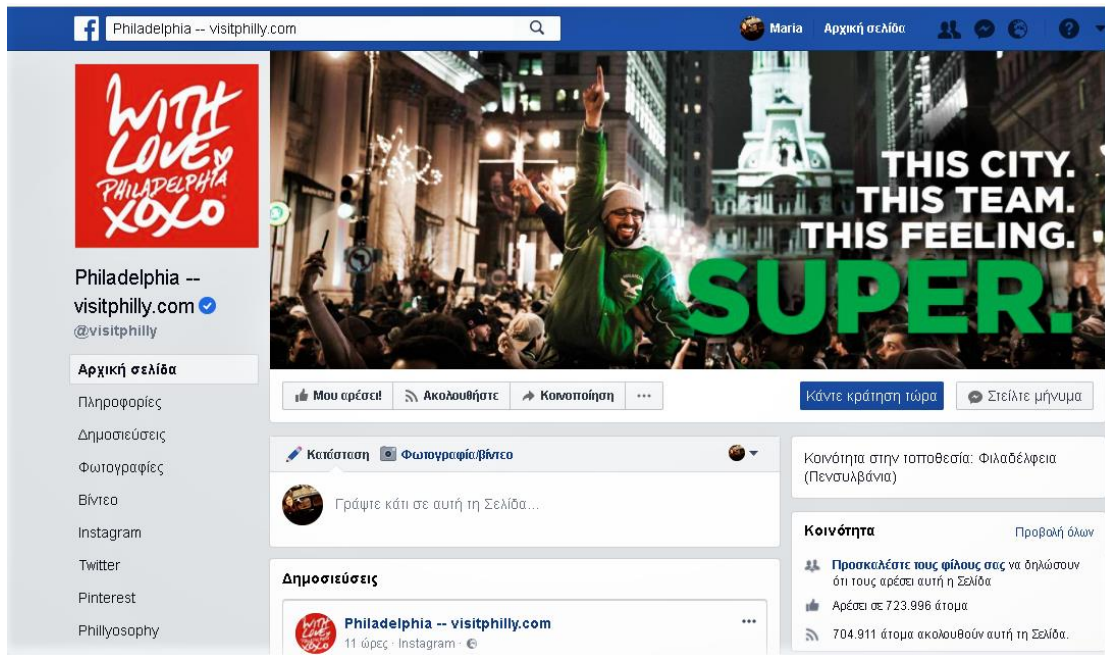 Philadelphia -- visitphilly.com
Maria Αρχική σελίδα
WITH
LOVE,
PHILADELPHIA
XOXO
THIS CITY.
THIS TEAM.
THIS FEELING.
SUPER.
Philadelphia --
visitphilly.com
@visitphilly
Αρχική σελίδα
Πληροφορίες
Δημοσιεύσεις
Φωτογραφίες
Βίντεο
Instagram
Twitter
Pinterest
Phillyosophy
Μου αρέσει! Ακολουθήστε Κοινοποίηση ...
Κάντε κράτηση τώρα Στείλτε μήνυμα
Κατάσταση Φωτογραφία/βίντεο
Γράψτε κάτι σε αυτή τη Σελίδα...
Δημοσιεύσεις
Philadelphia -- visitphilly.com ...
11 ώρες · Instagram ·
Κοινότητα στην τοποθεσία: Φιλαδέλφεια
(Πενσυλβάνια)
Κοινότητα Προβολή όλων
Προσκαλέστε τους φίλους σας να δηλώσουν
ότι τους αρέσει αυτή η Σελίδα
Αρέσει σε 723.996 άτομα
704.911 άτομα ακολουθούν αυτή τη Σελίδα.